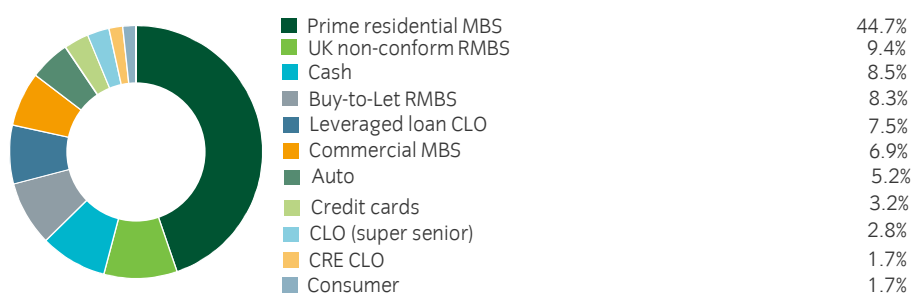 Prime residential MBS 44.7%
UK non-conform RMBS 9.4%
Cash 8.5%
Buy-to-Let RMBS 8.3%
Leveraged loan CLO 7.5%
Commercial MBS 6.9%
Auto 5.2%
Credit cards 3.2%
CLO (super senior) 2.8%
CRE CLO 1.7%
Consumer 1.7%